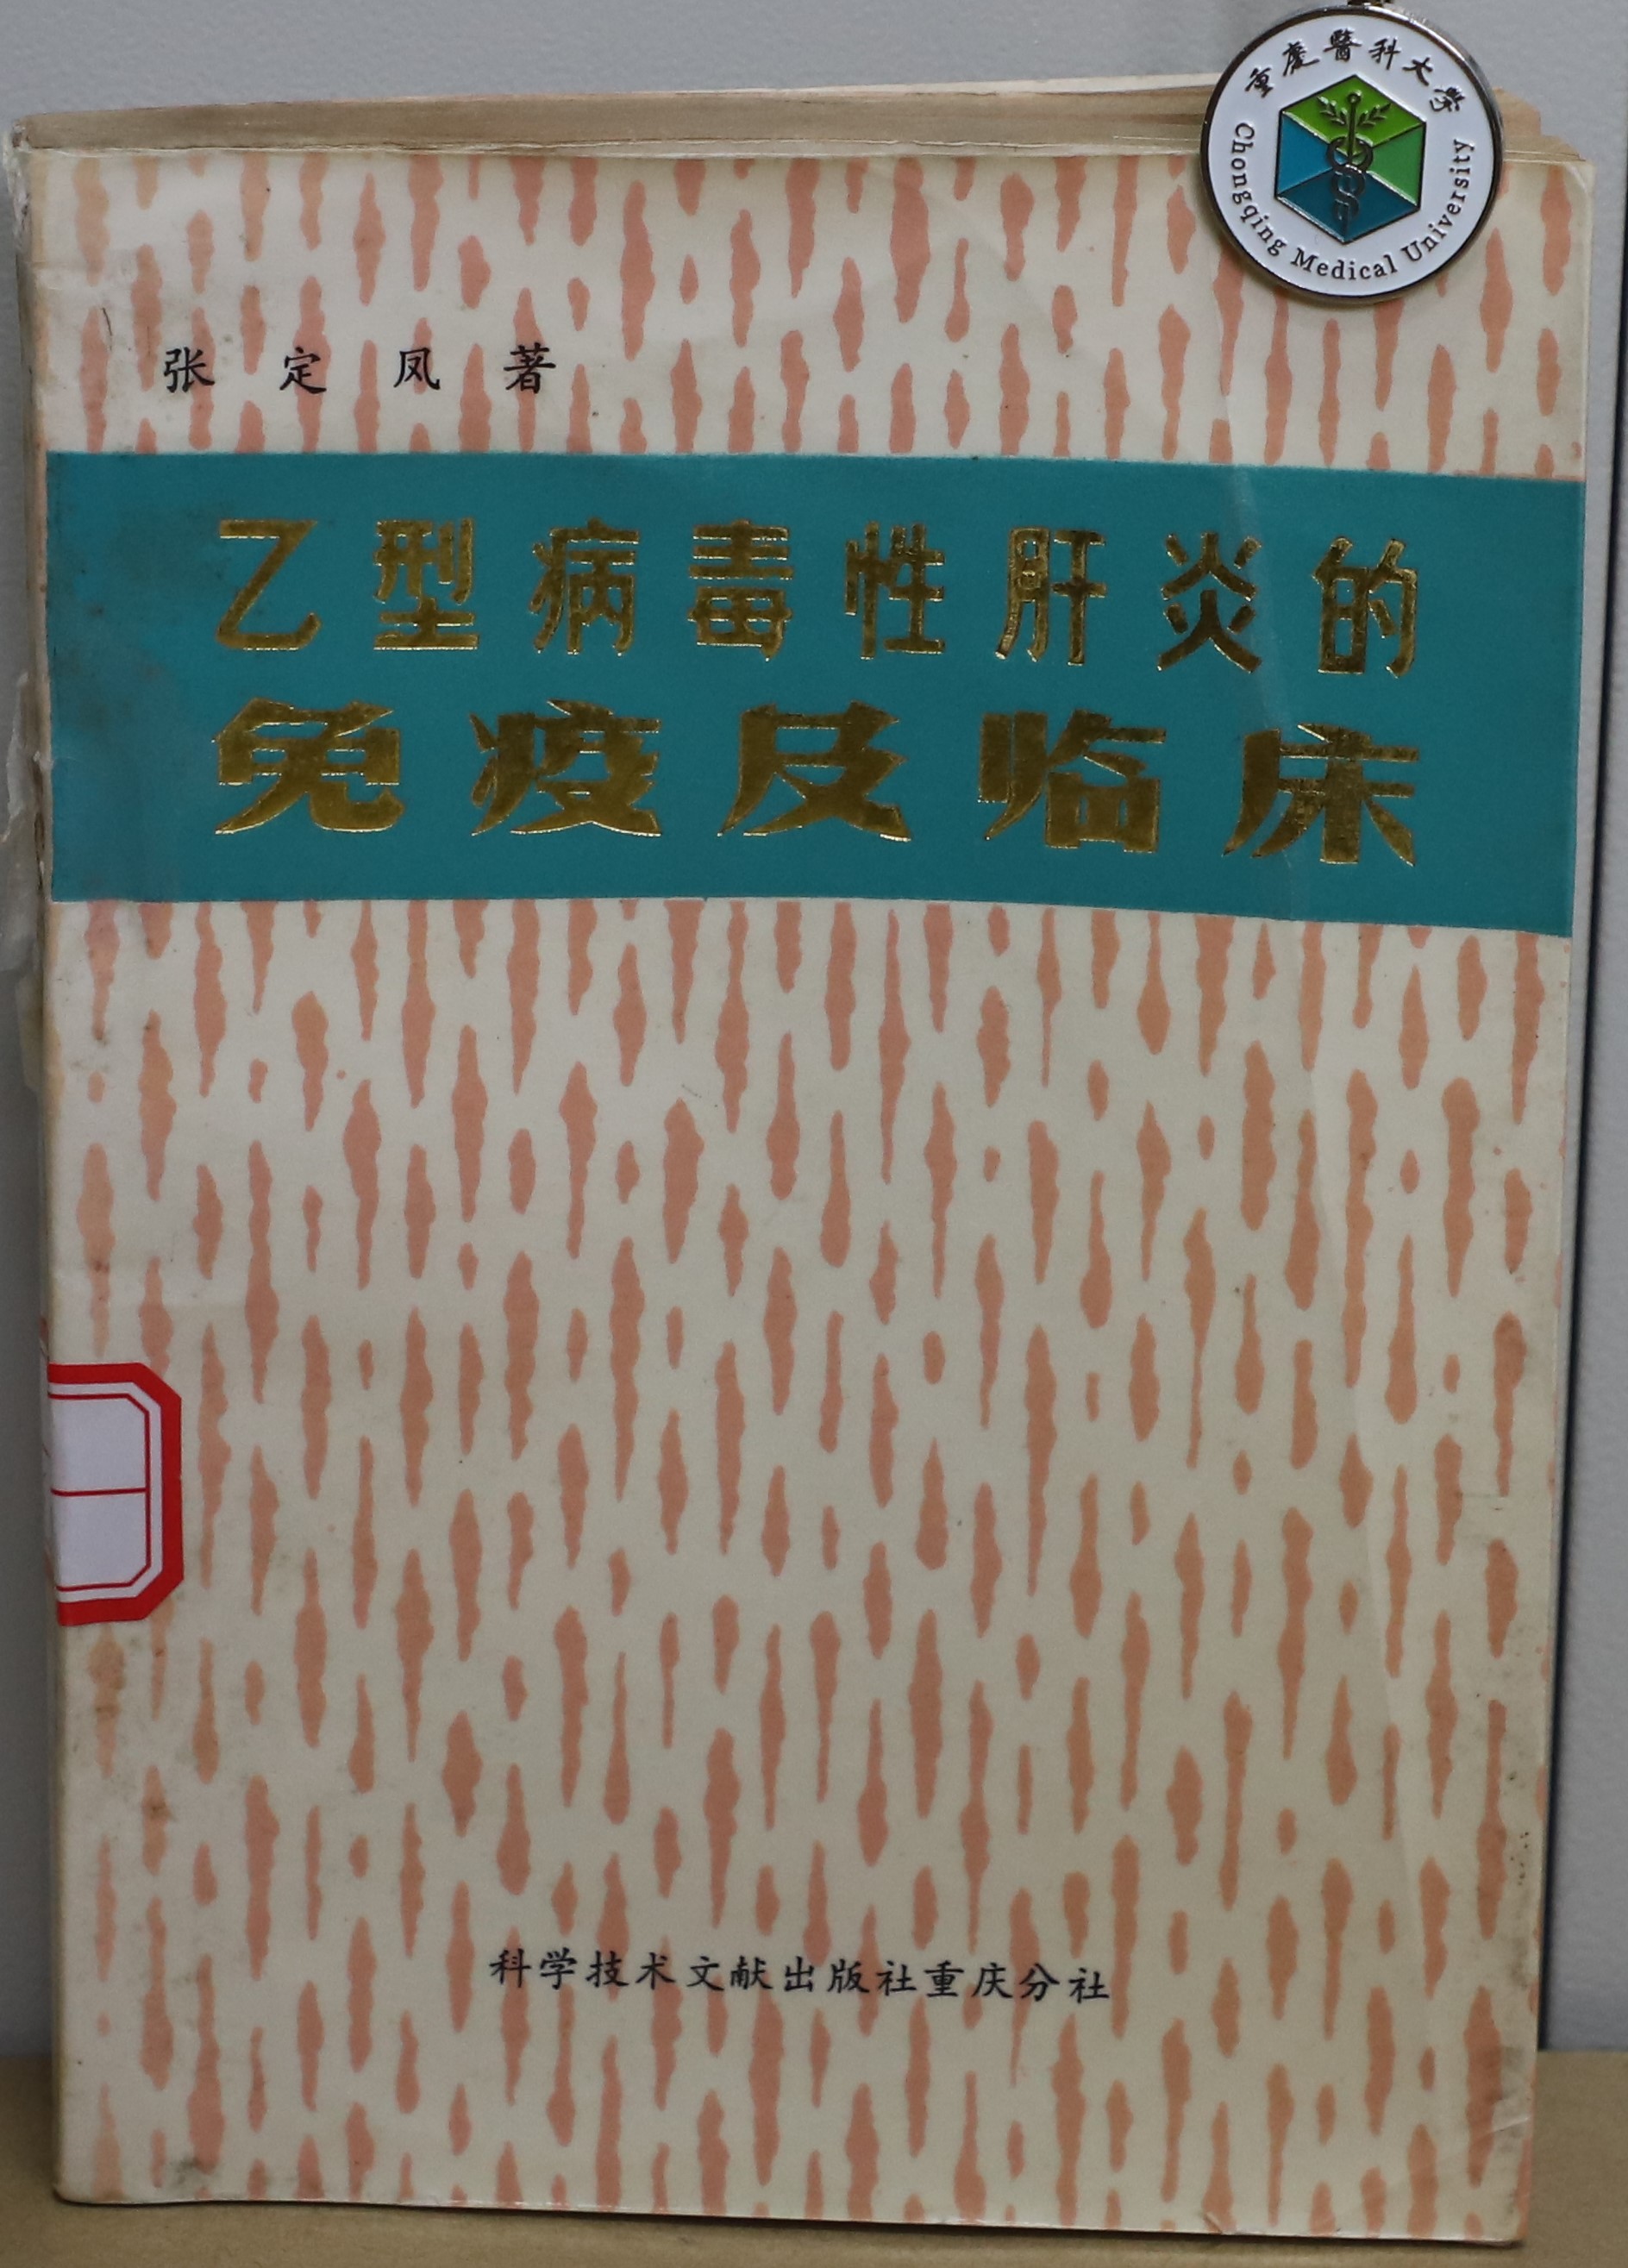 重慶醫科大學
Chongqing Medical University
张定凤著
乙型病毒性肝炎的
免疫及临床
科学技术文献出版社重庆分社